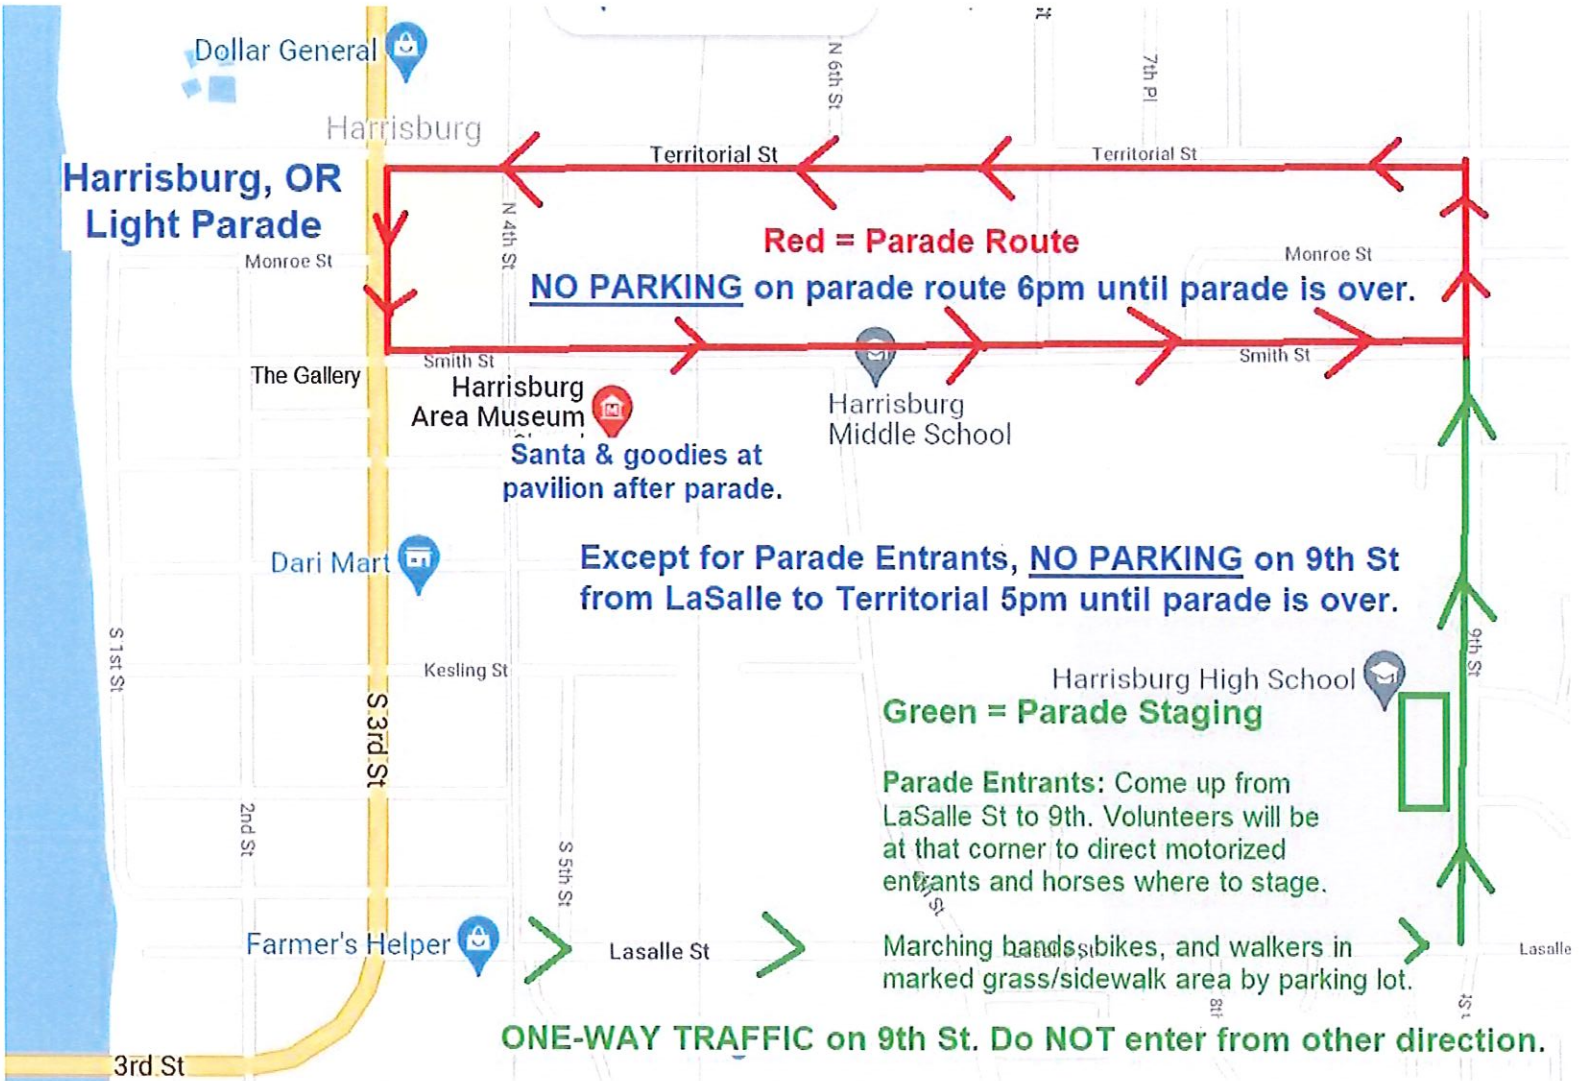 Dollar General
N 6th St
7th Pl
Harrisburg
Harrisburg, OR
Light Parade
Territorial St
Territorial St
N 4th St
Red = Parade Route
Monroe St
Monroe St
NO PARKING on parade route 6pm until parade is over.
Smith St
Smith St
The Gallery
Harrisburg
Area Museum
Harrisburg
Middle School
Santa & goodies at
pavilion after parade.
Dari Mart
Except for Parade Entrants, NO PARKING on 9th St
from LaSalle to Territorial 5pm until parade is over.
S 1st St
9th St
Kesling St
Harrisburg High School
S 3rd St
Green = Parade Staging
Parade Entrants: Come up from
LaSalle St to 9th. Volunteers will be
at that corner to direct motorized
entrants and horses where to stage.
2nd St
S 5th St
Farmer's Helper
Lasalle St
Marching bands, bikes, and walkers in
marked grass/sidewalk area by parking lot.
Lasalle
ONE-WAY TRAFFIC on 9th St. Do NOT enter from other direction.
3rd St